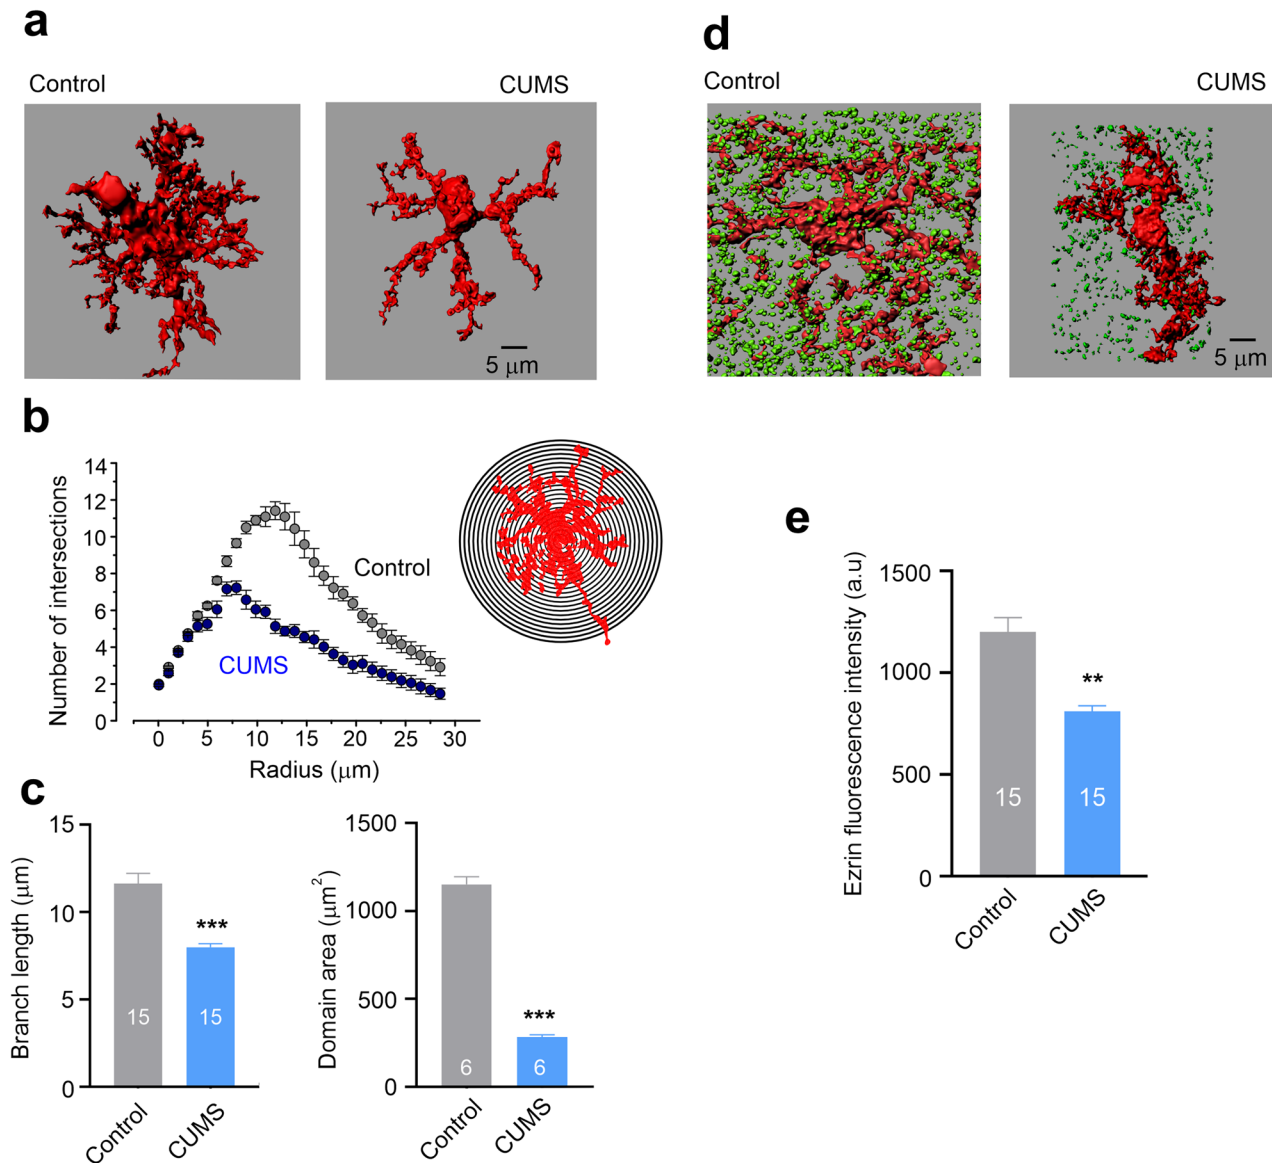 a
Control
CUMS
5 μm
d
Control
CUMS
5 μm
b
Number of intersections
14
12
10
8
6
4
2
0
Control
CUMS
0
5
10
15
20
25
30
Radius (μm)
c
Branch length (μm)
15
10
5
0
***
15
15
Control
CUMS
Domain area (μm²)
1500
1000
500
0
***
6
6
Control
CUMS
e
Ezrin fluorescence intensity (a.u)
1500
1000
500
0
**
15
15
Control
CUMS